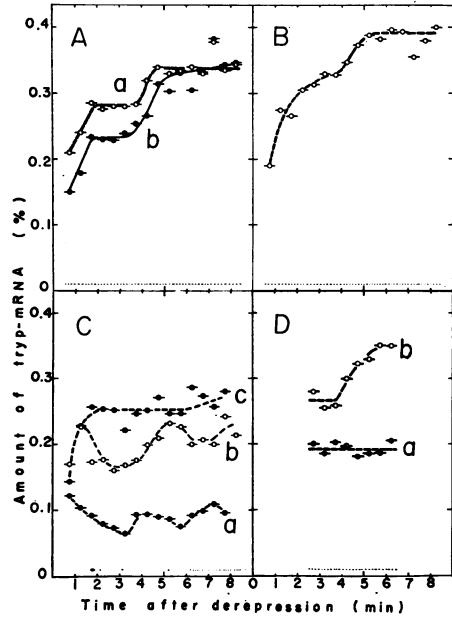 A
B
a
b
0.4
0.3
0.2
0.1
0
C
D
c
b
a
b
a
0.3
0.2
0.1
0
1 2 3 4 5 6 7 8 0 1 2 3 4 5 6 7 8
Amount of tryp-mRNA (%)
Time after derepression (min)